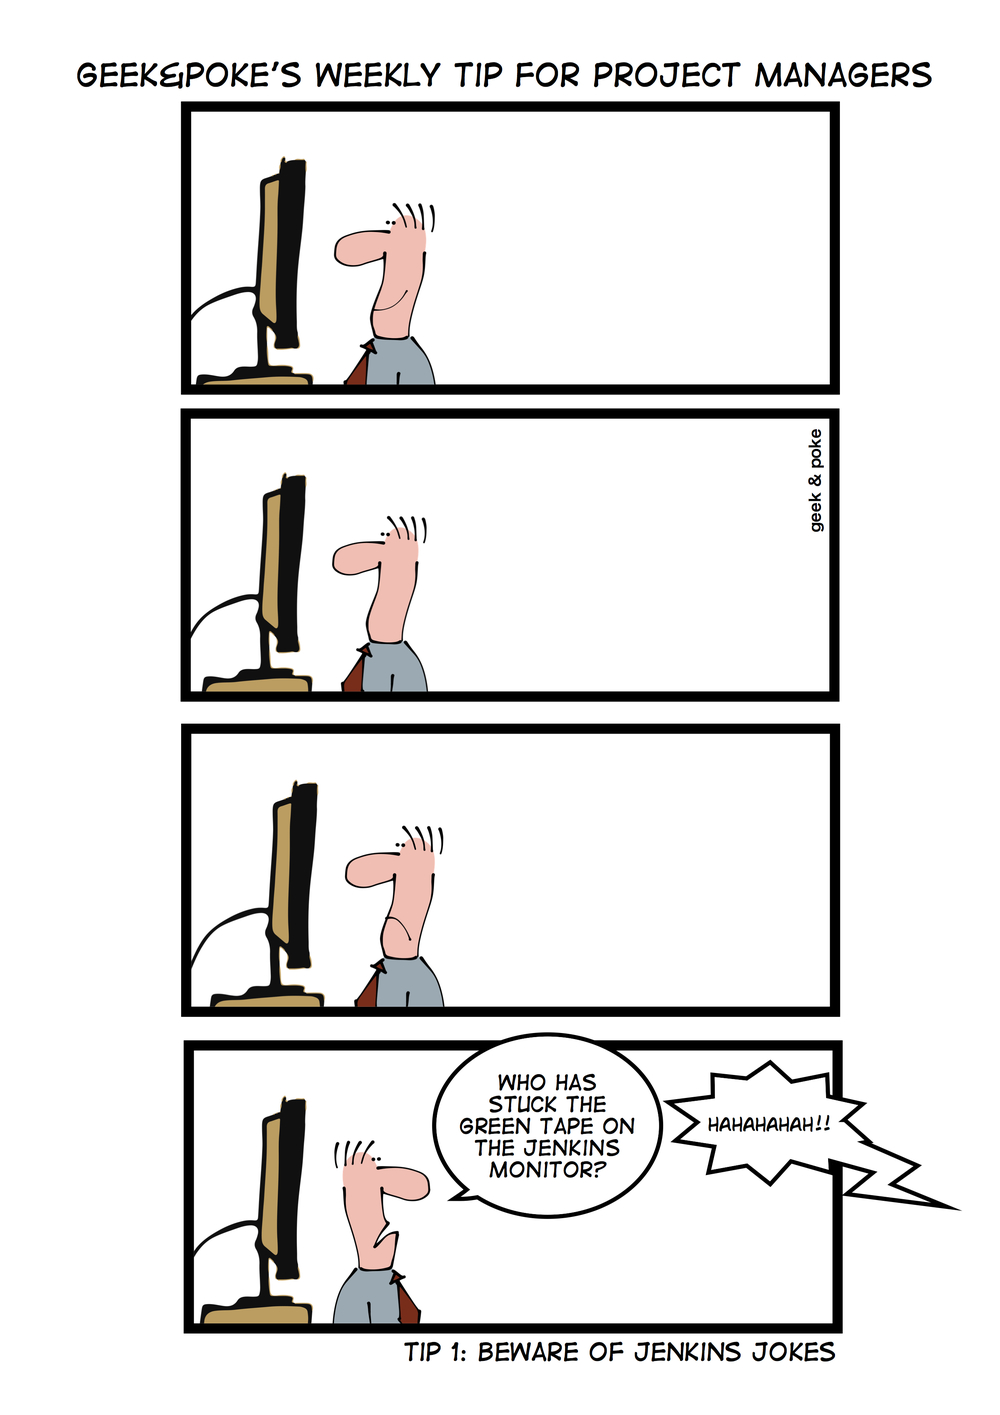 GEEK&POKE'S WEEKLY TIP FOR PROJECT MANAGERS
geek & poke
WHO HAS
STUCK THE
GREEN TAPE ON
THE JENKINS
MONITOR?
HAHAHAHAH!!
TIP 1: BEWARE OF JENKINS JOKES